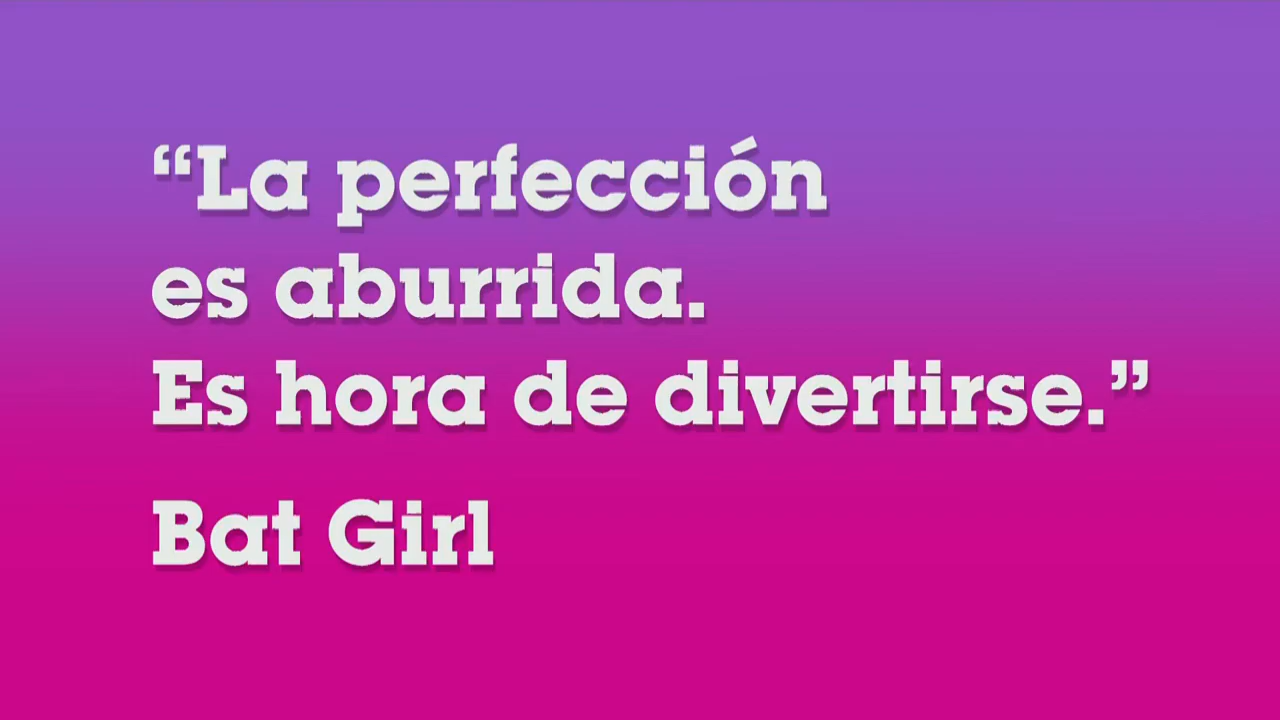 “La perfección
es aburrida.
Es hora de divertirse.”
Bat Girl